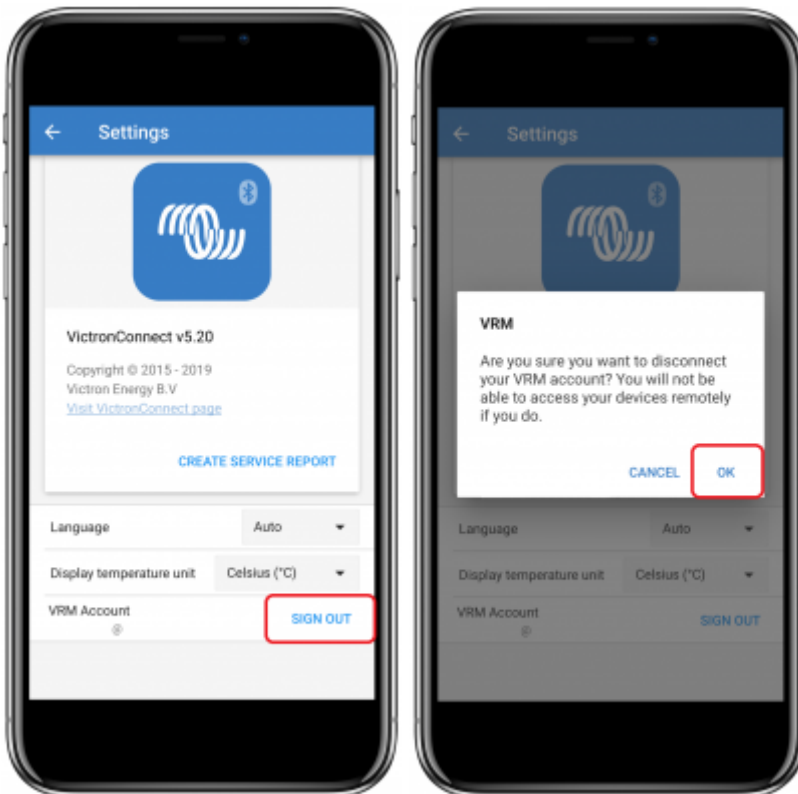 Settings
VictronConnect v5.20
Copyright © 2015 - 2019
Victron Energy B.V
Visit VictronConnect page
CREATE SERVICE REPORT
Language Auto
Display temperature unit Celsius (°C)
VRM Account SIGN OUT
@
Settings
VRM
Are you sure you want to disconnect
your VRM account? You will not be
able to access your devices remotely
if you do.
CANCEL OK
Language Auto
Display temperature unit Celsius (°C)
VRM Account SIGN OUT
@